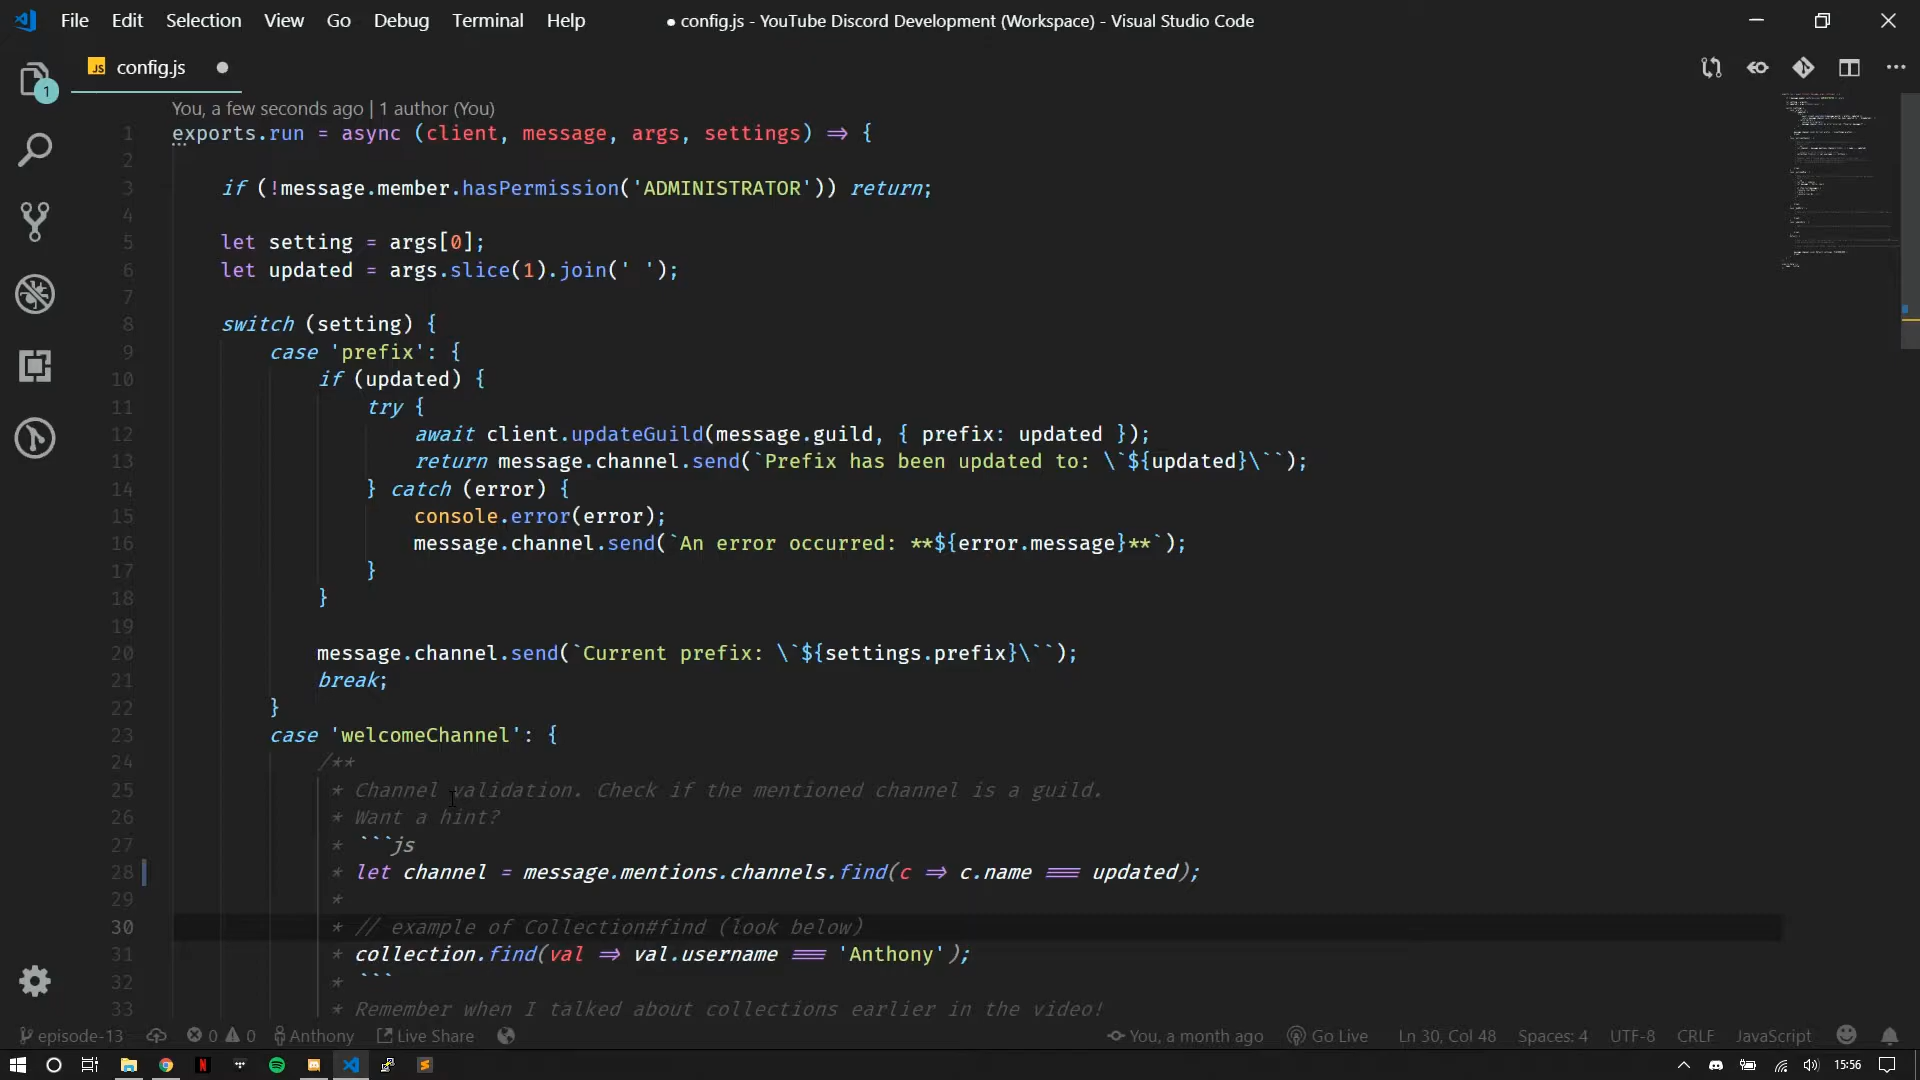 File Edit Selection View Go Debug Terminal Help
● config.js - YouTube Discord Development (Workspace) - Visual Studio Code
JS config.js ●
1
You, a few seconds ago | 1 author (You)
1 exports.run = async (client, message, args, settings) => {
2
3 if (!message.member.hasPermission('ADMINISTRATOR')) return;
4
5 let setting = args[0];
6 let updated = args.slice(1).join(' ');
7
8 switch (setting) {
9 case 'prefix': {
10 if (updated) {
11 try {
12 await client.updateGuild(message.guild, { prefix: updated });
13 return message.channel.send(`Prefix has been updated to: \`${updated}\``);
14 } catch (error) {
15 console.error(error);
16 message.channel.send(`An error occurred: **${error.message}**`);
17 }
18 }
19
20 message.channel.send(`Current prefix: \`${settings.prefix}\``);
21 break;
22 }
23 case 'welcomeChannel': {
24 /**
25 * Channel validation. Check if the mentioned channel is a guild.
26 * Want a hint?
27 * ```js
28 * let channel = message.mentions.channels.find(c => c.name === updated);
29 *
30 * // example of Collection#find (look below)
31 * collection.find(val => val.username === 'Anthony');
32 * ```
33 * Remember when I talked about collections earlier in the video!
episode-13 0 0 Anthony Live Share You, a month ago Go Live Ln 30, Col 48 Spaces: 4 UTF-8 CRLF JavaScript
15:56